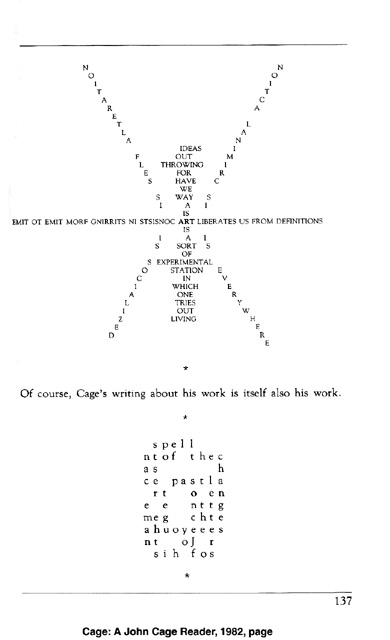 N N
O O
I I
T T
A C
R A
E
T L
L A
A N
IDEAS I
F OUT M
L THROWING I
E FOR R
S HAVE C
WE
S WAY S
I A I
IS
EMIT OT EMIT MORF GNIRRITS NI STSISNOC ART LIBERATES US FROM DEFINITIONS
IS
I A I
S SORT S
OF
S EXPERIMENTAL
O STATION E
C IN V
I WHICH E
A ONE R
L TRIES Y
I OUT W
Z LIVING H
E E
D R
E
*
Of course, Cage's writing about his work is itself also his work.
*
s p e l l
n t o f t h e c
a s h
c e p a s t l a
r t o e n
e e n t t g
m e g c h t e
a h u o y e e e s
n t o J r
s i h f o s
*
137
Cage: A John Cage Reader, 1982, page